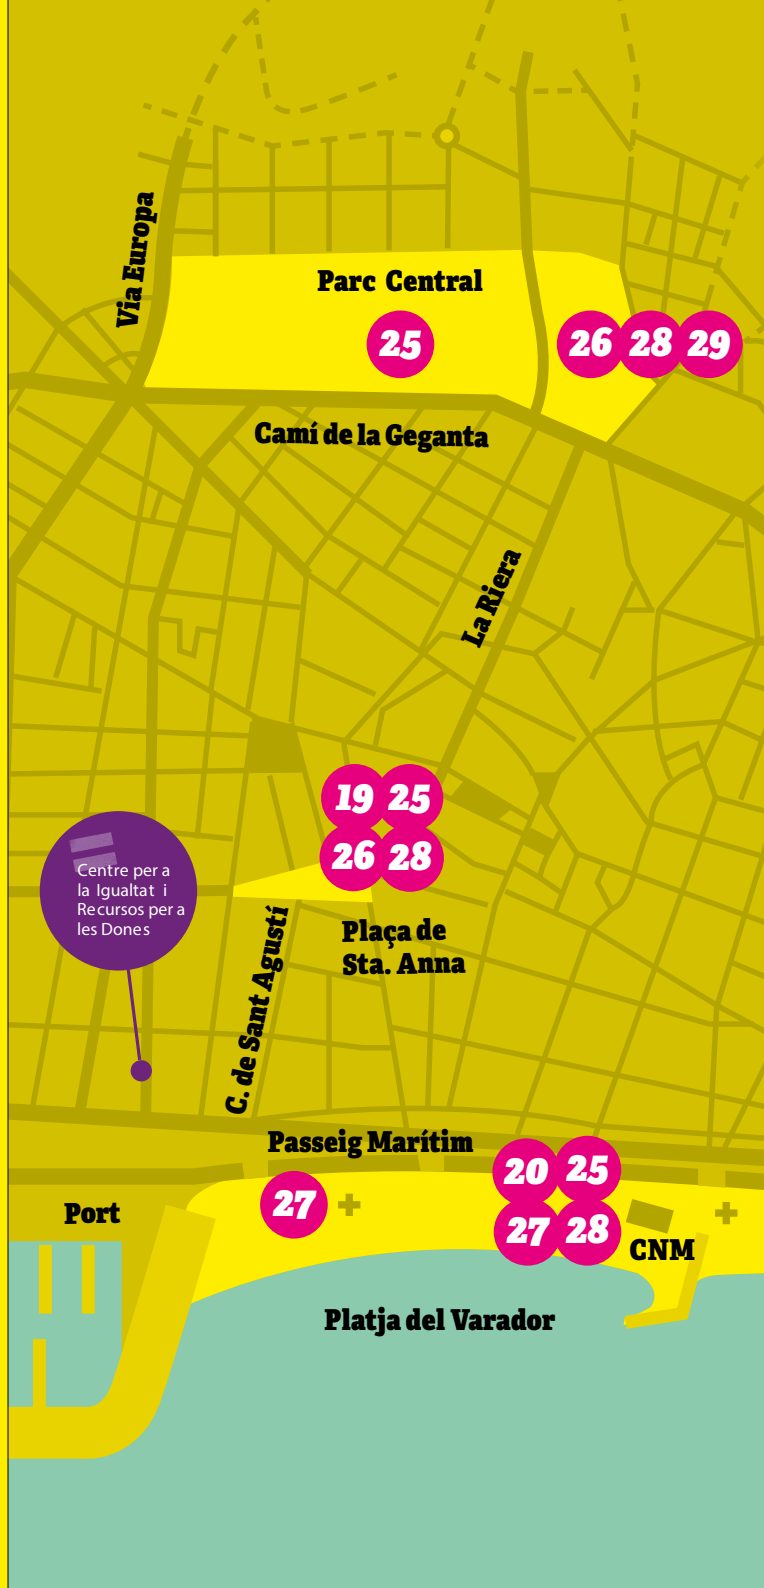 Via Europa
Parc Central
25
26 28 29
Camí de la Geganta
La Riera
19 25
26 28
Centre per a
la Igualtat i
Recursos per a
les Dones
Plaça de
Sta. Anna
C. de Sant Agustí
Passeig Marítim
20 25
27
27 28
Port
CNM
Platja del Varador